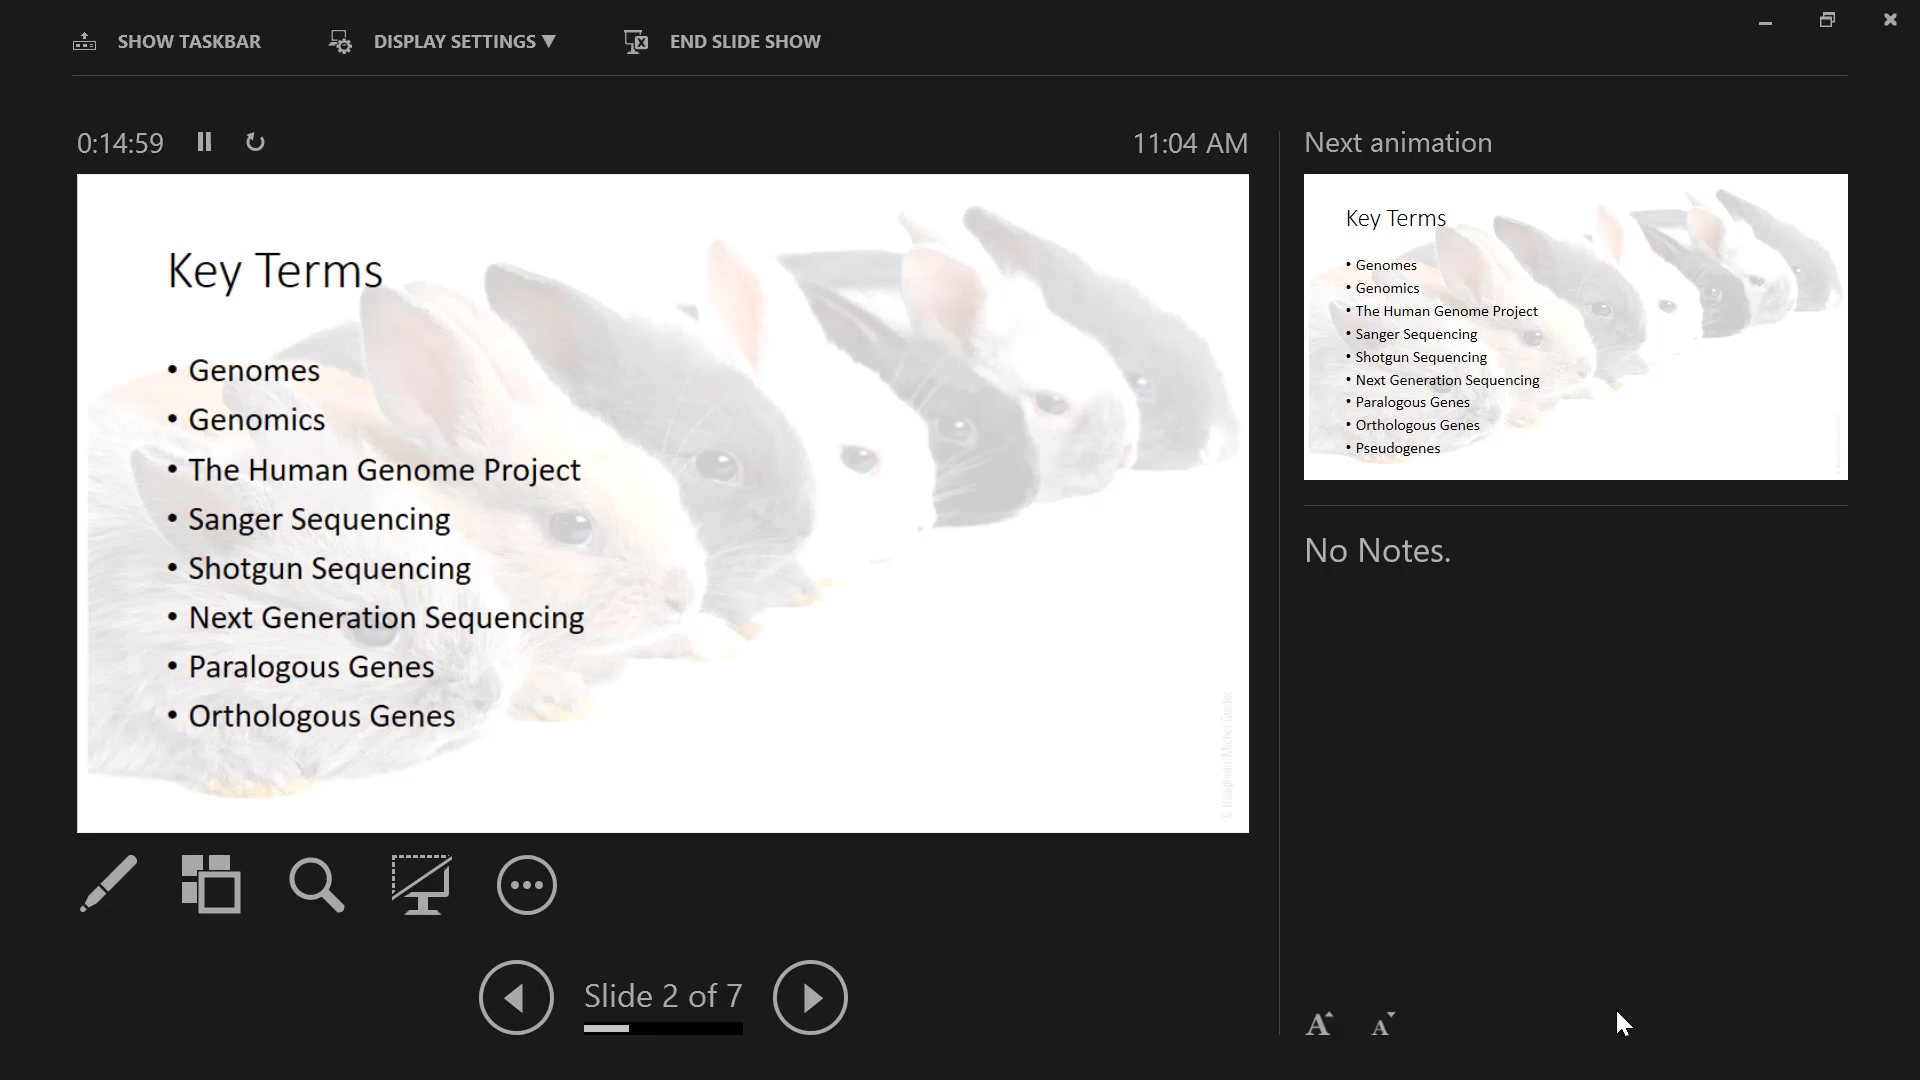 SHOW TASKBAR
DISPLAY SETTINGS ▼
END SLIDE SHOW
0:14:59
11:04 AM
Key Terms
• Genomes
• Genomics
• The Human Genome Project
• Sanger Sequencing
• Shotgun Sequencing
• Next Generation Sequencing
• Paralogous Genes
• Orthologous Genes
Slide 2 of 7
Next animation
Key Terms
• Genomes
• Genomics
• The Human Genome Project
• Sanger Sequencing
• Shotgun Sequencing
• Next Generation Sequencing
• Paralogous Genes
• Orthologous Genes
• Pseudogenes
No Notes.
A A